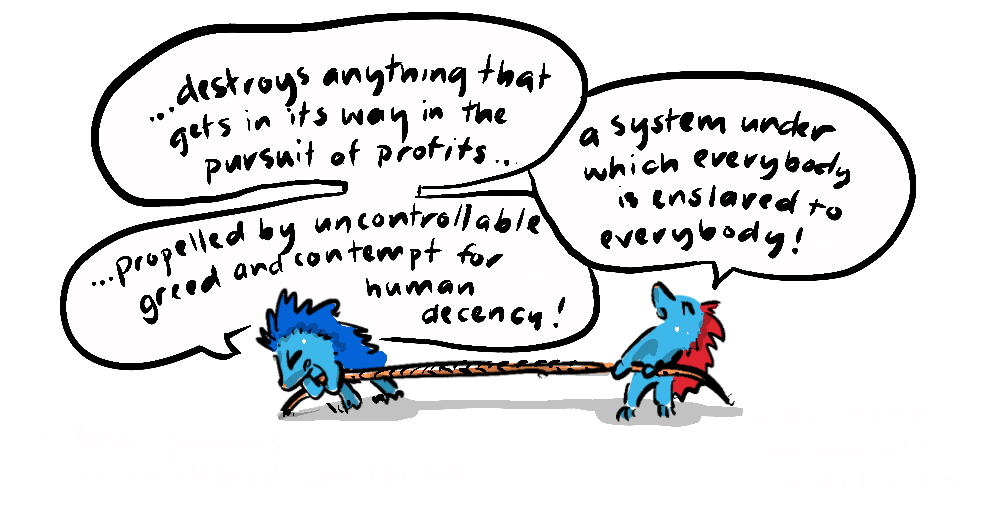 ...destroys anything that
gets in its way in the
pursuit of profits...
...propelled by uncontrollable
greed and contempt for
human
decency!
a system under
which everybody
is enslaved to
everybody!